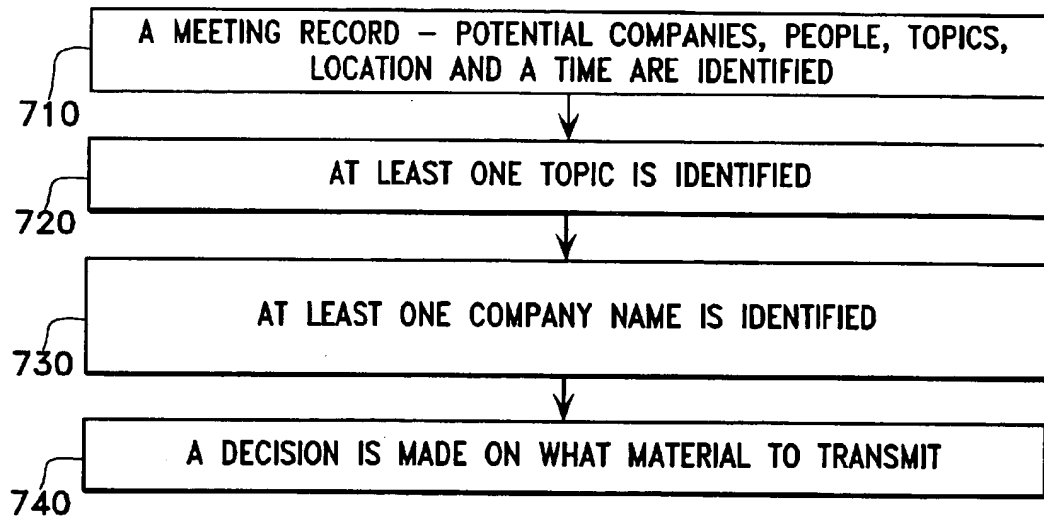 A MEETING RECORD – POTENTIAL COMPANIES, PEOPLE, TOPICS,
LOCATION AND A TIME ARE IDENTIFIED
710
AT LEAST ONE TOPIC IS IDENTIFIED
720
AT LEAST ONE COMPANY NAME IS IDENTIFIED
730
A DECISION IS MADE ON WHAT MATERIAL TO TRANSMIT
740